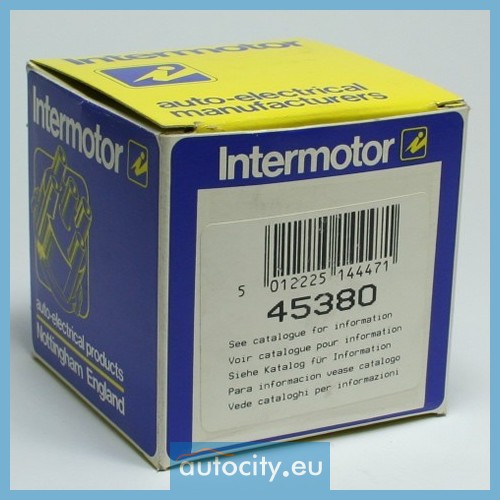 auto-electrical
manufacturers
Intermotor
auto-electrical products
Nottingham England
Intermotor
5 012225 144471
45380
See catalogue for information
Voir catalogue pour information
Siehe Katalog für Information
Para informacion vease catalogo
Vede cataloghi per informazioni
autocity.eu